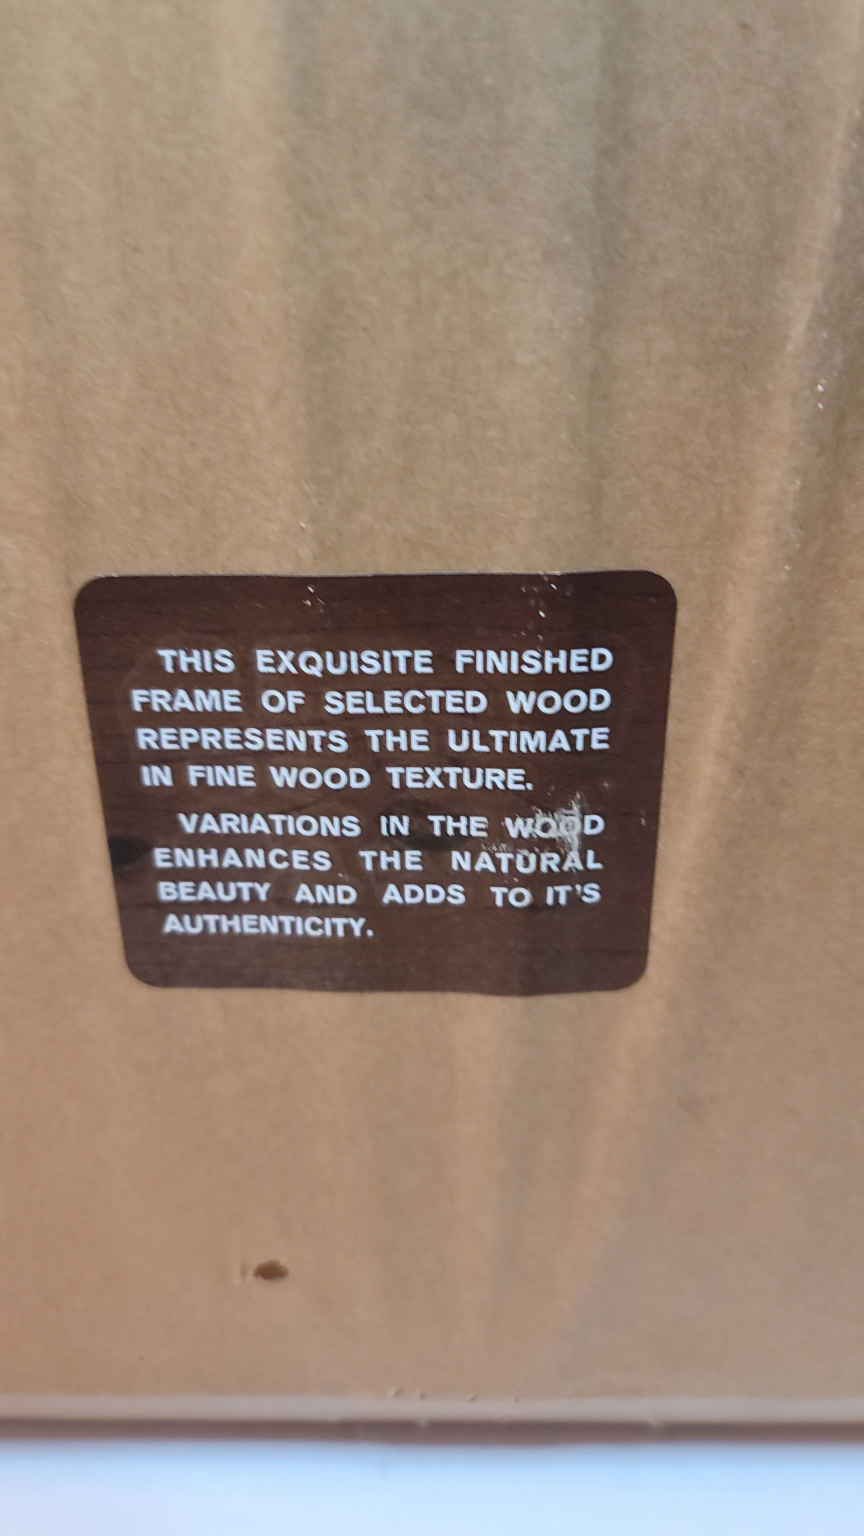 THIS EXQUISITE FINISHED
FRAME OF SELECTED WOOD
REPRESENTS THE ULTIMATE
IN FINE WOOD TEXTURE.
VARIATIONS IN THE WOOD
ENHANCES THE NATURAL
BEAUTY AND ADDS TO IT'S
AUTHENTICITY.